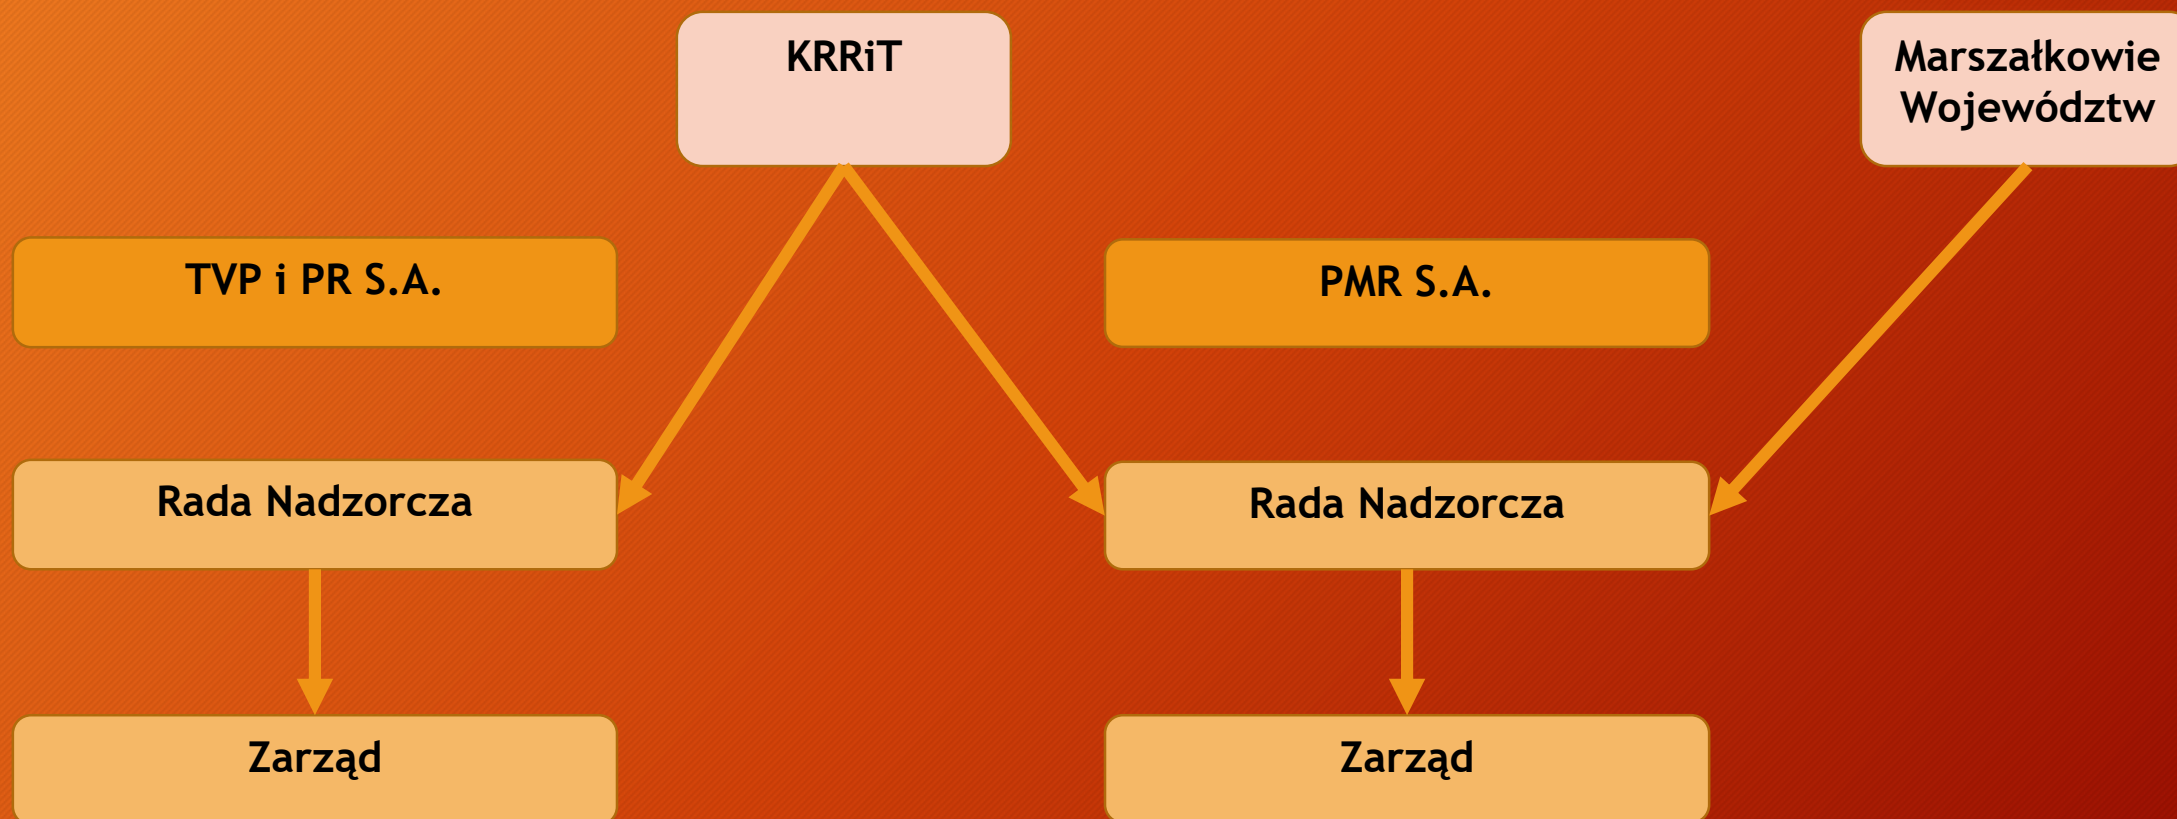 KRRiT
Marszałkowie
Województw
TVP i PR S.A.
PMR S.A.
Rada Nadzorcza
Rada Nadzorcza
Zarząd
Zarząd